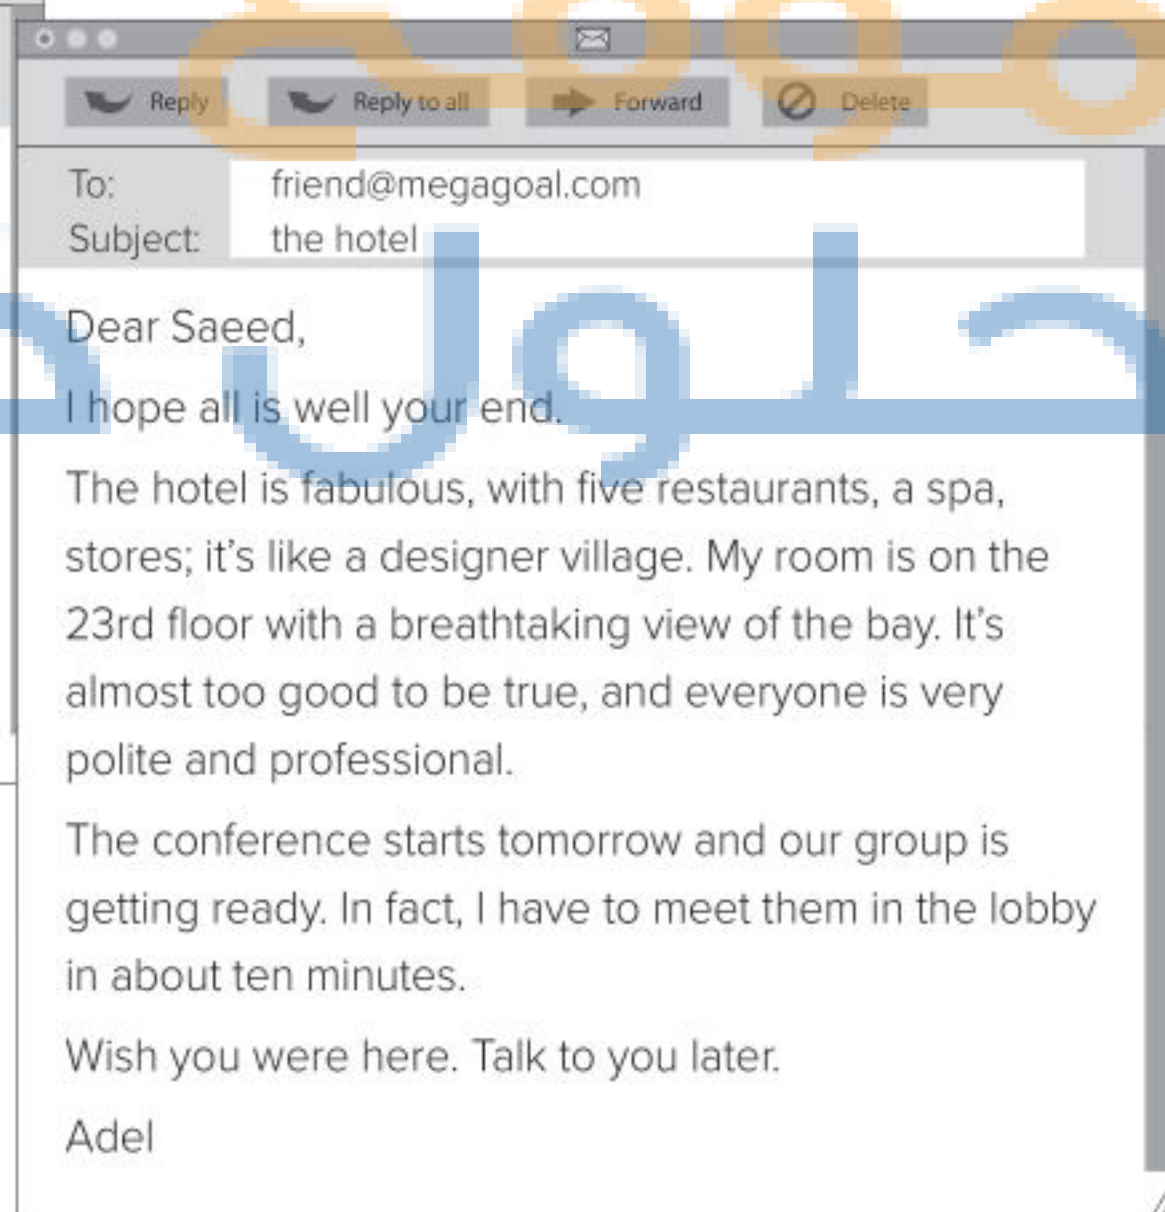 Reply Reply to all Forward Delete
To: friend@megagoal.com
Subject: the hotel
Dear Saeed,
حلول
I hope all is well your end.
The hotel is fabulous, with five restaurants, a spa,
stores; it's like a designer village. My room is on the
23rd floor with a breathtaking view of the bay. It's
almost too good to be true, and everyone is very
polite and professional.
The conference starts tomorrow and our group is
getting ready. In fact, I have to meet them in the lobby
in about ten minutes.
Wish you were here. Talk to you later.
Adel